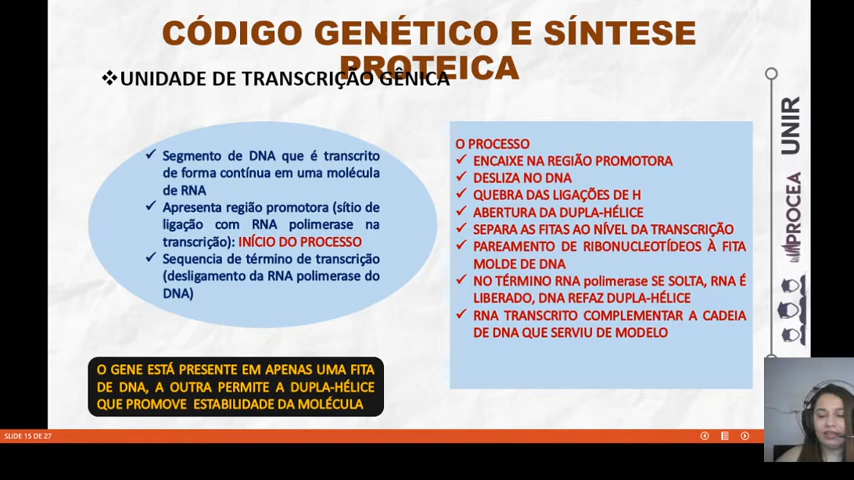 CÓDIGO GENÉTICO E SÍNTESE
PROTEICA
❖UNIDADE DE TRANSCRIÇÃO GÊNICA
✓ Segmento de DNA que é transcrito
de forma contínua em uma molécula
de RNA
✓ Apresenta região promotora (sítio de
ligação com RNA polimerase na
transcrição): INÍCIO DO PROCESSO
✓ Sequencia de término de transcrição
(desligamento da RNA polimerase do
DNA)
O GENE ESTÁ PRESENTE EM APENAS UMA FITA
DE DNA, A OUTRA PERMITE A DUPLA-HÉLICE
QUE PROMOVE ESTABILIDADE DA MOLÉCULA
O PROCESSO
✓ ENCAIXE NA REGIÃO PROMOTORA
✓ DESLIZA NO DNA
✓ QUEBRA DAS LIGAÇÕES DE H
✓ ABERTURA DA DUPLA-HÉLICE
✓ SEPARA AS FITAS AO NÍVEL DA TRANSCRIÇÃO
✓ PAREAMENTO DE RIBONUCLEOTÍDEOS À FITA
MOLDE DE DNA
✓ NO TÉRMINO RNA polimerase SE SOLTA, RNA É
LIBERADO, DNA REFAZ DUPLA-HÉLICE
✓ RNA TRANSCRITO COMPLEMENTAR A CADEIA
DE DNA QUE SERVIU DE MODELO
UNIR
PROCEA
SLIDE 15 DE 27